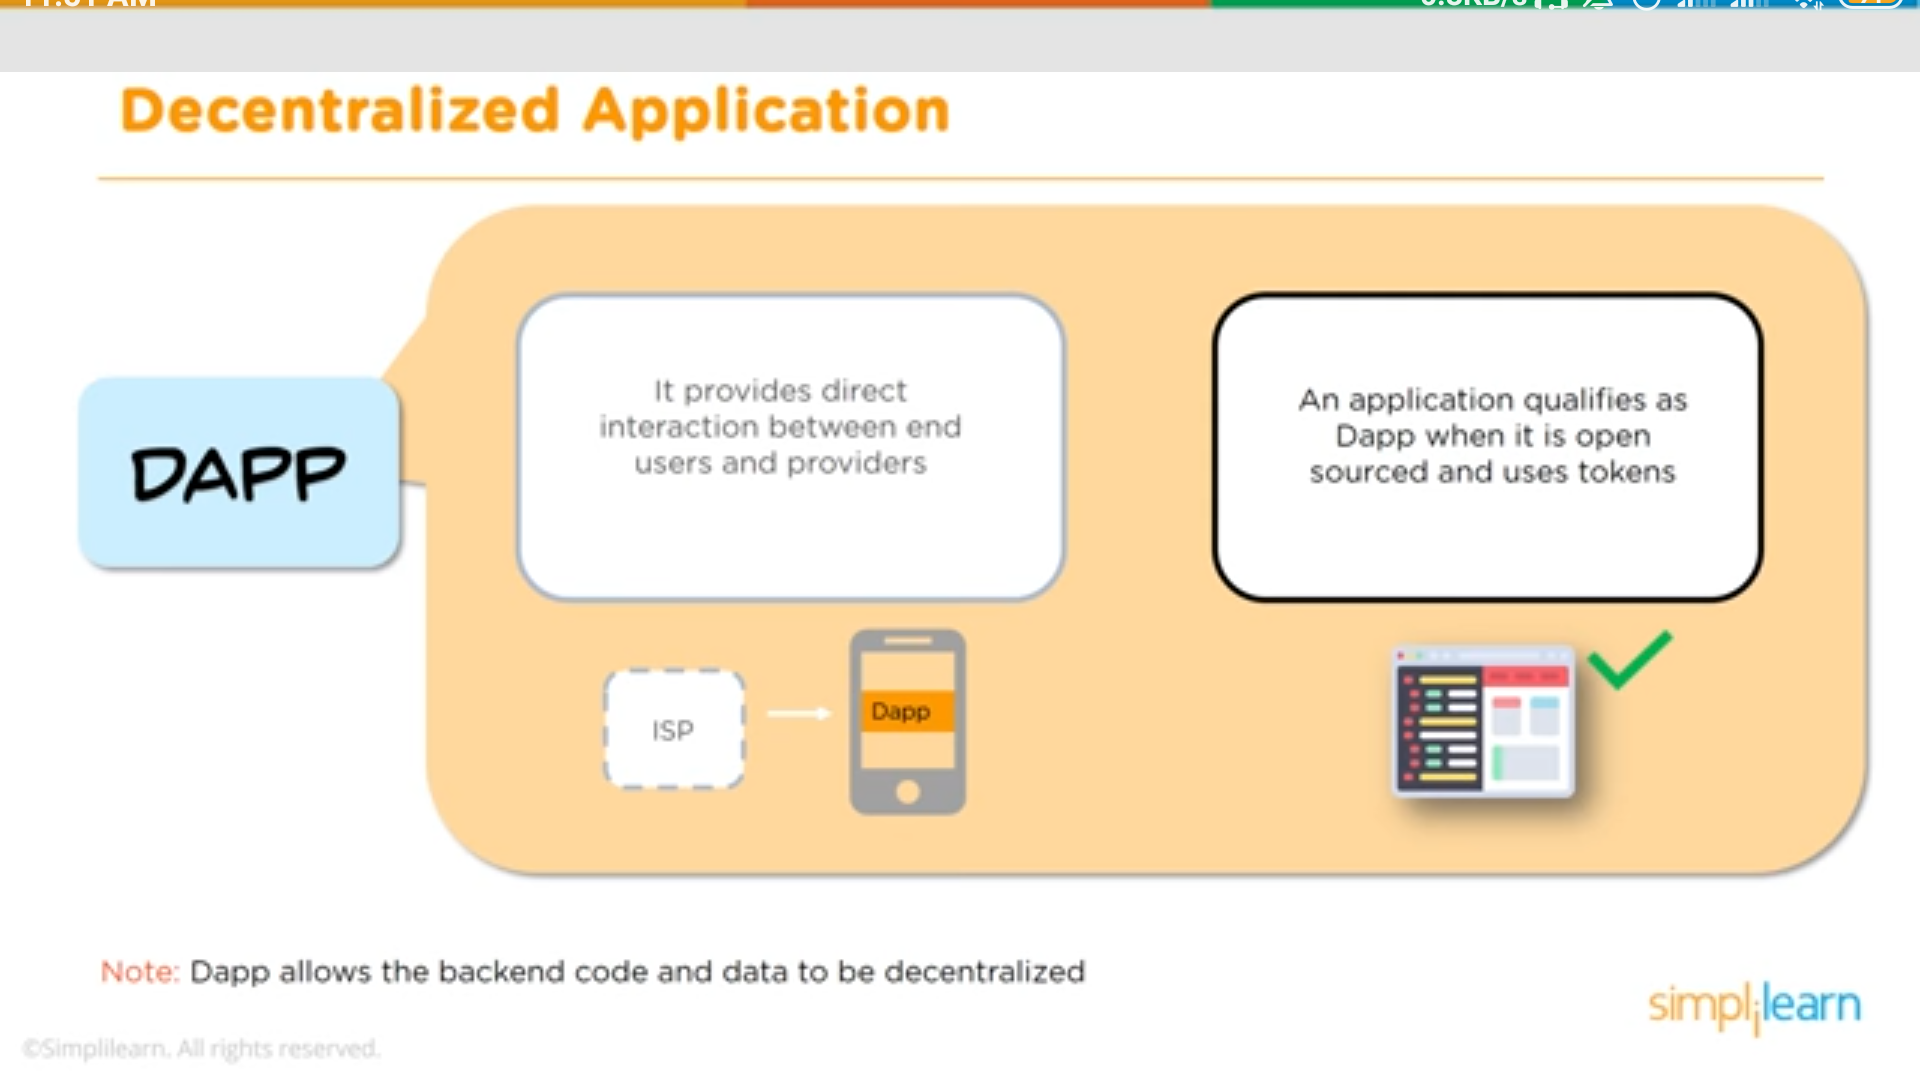 Decentralized Application
DAPP
It provides direct
interaction between end
users and providers
An application qualifies as
Dapp when it is open
sourced and uses tokens
ISP
Dapp
Note: Dapp allows the backend code and data to be decentralized
simplilearn
©Simplilearn. All rights reserved.